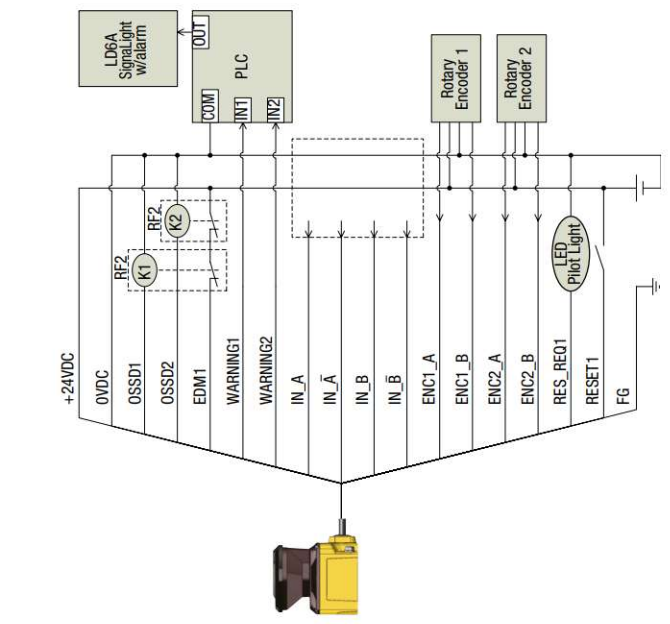 LD6A
SignaLight
w/alarm
OUT
PLC
COM
IN1
IN2
Rotary
Encoder 1
Rotary
Encoder 2
RF2
K2
RF2
K1
LED
Pilot Light
+24VDC
0VDC
OSSD1
OSSD2
EDM1
WARNING1
WARNING2
IN_A
IN_A̅
IN_B
IN_B̅
ENC1_A
ENC1_B
ENC2_A
ENC2_B
RES_REQ1
RESET1
FG